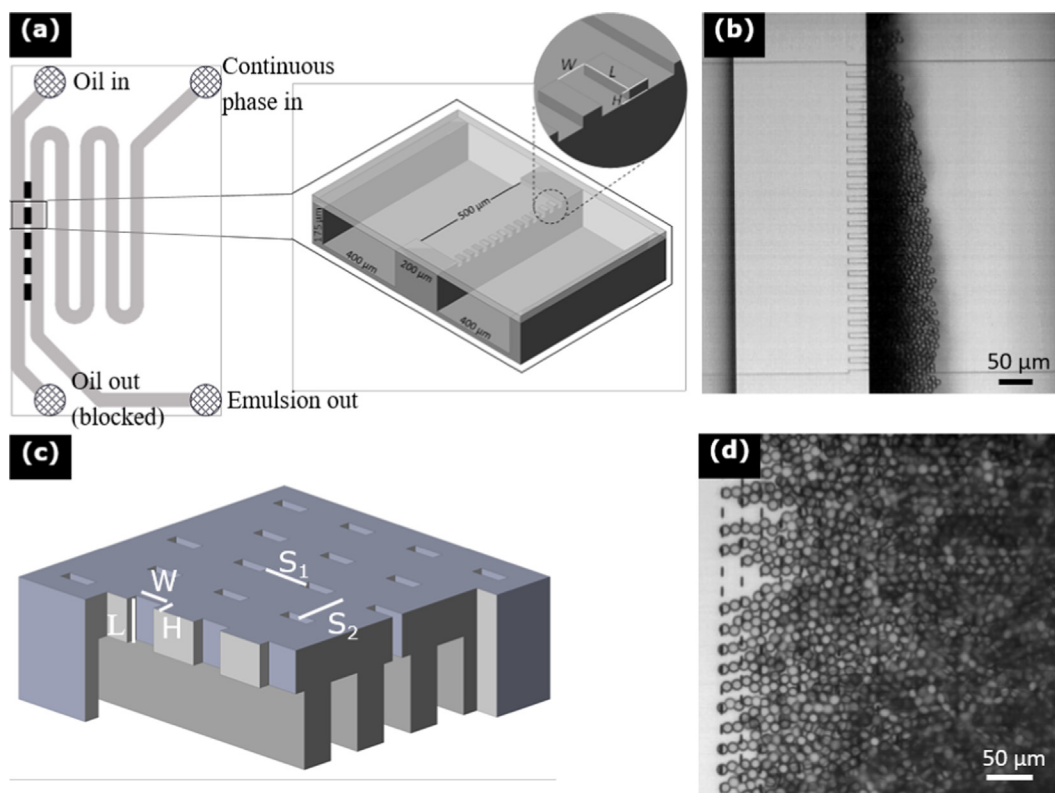 (a)
Oil in
Continuous
phase in
Oil out
(blocked)
Emulsion out
W
L
H
500 µm
175 µm
400 µm
200 µm
400 µm
(b)
50 µm
(c)
W
S1
L
H
S2
(d)
50 µm